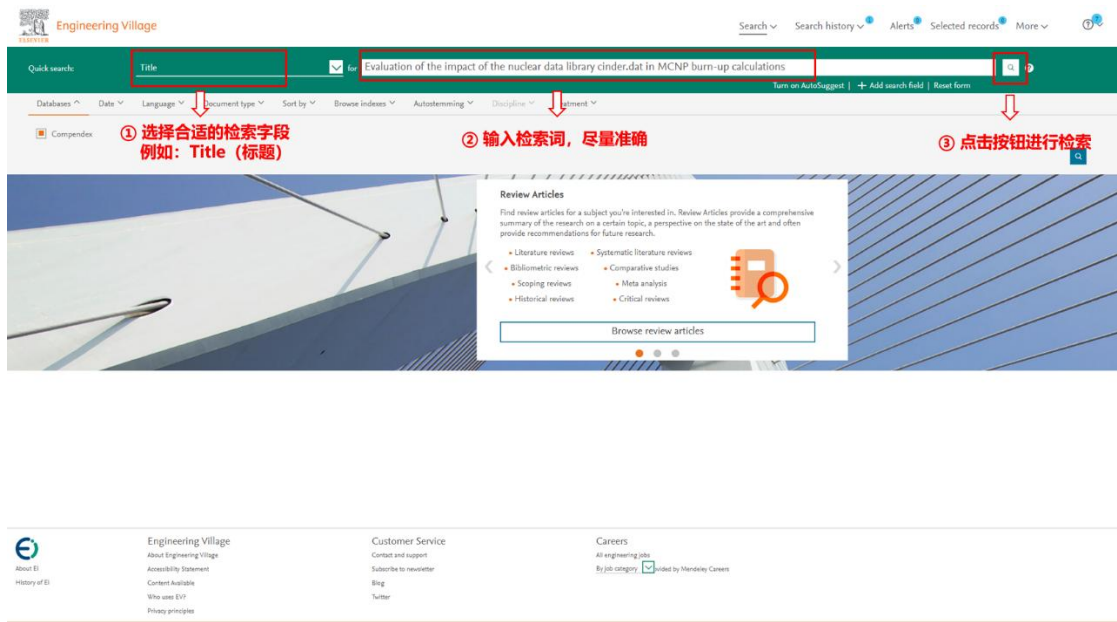 ELSEVIER
Engineering Village
Search
Search history
1
Alerts
0
Selected records
0
More
?
7
Quick search:
Title
for
Evaluation of the impact of the nuclear data library cinder.dat in MCNP burn-up calculations
Turn on AutoSuggest | + Add search field | Reset form
Databases
Date
Language
Document type
Sort by
Browse indexes
Autostemming
Discipline
Compendex
① 选择合适的检索字段
例如：Title（标题）
② 输入检索词，尽量准确
③ 点击按钮进行检索
Review Articles
Find review articles for a subject you're interested in. Review Articles provide a comprehensive
summary of the research on a certain topic, a perspective on the state of the art and often
provide recommendations for future research.
• Literature reviews • Systematic literature reviews
• Bibliometric reviews • Comparative studies
• Scoping reviews • Meta analysis
• Historical reviews • Critical reviews
Browse review articles
About EI
History of EI
Engineering Village
About Engineering Village
Accessibility Statement
Content Available
Who uses EV?
Privacy principles
Customer Service
Contact and support
Subscribe to newsletter
Blog
Twitter
Careers
All engineering jobs
By job category
by Mendeley Careers